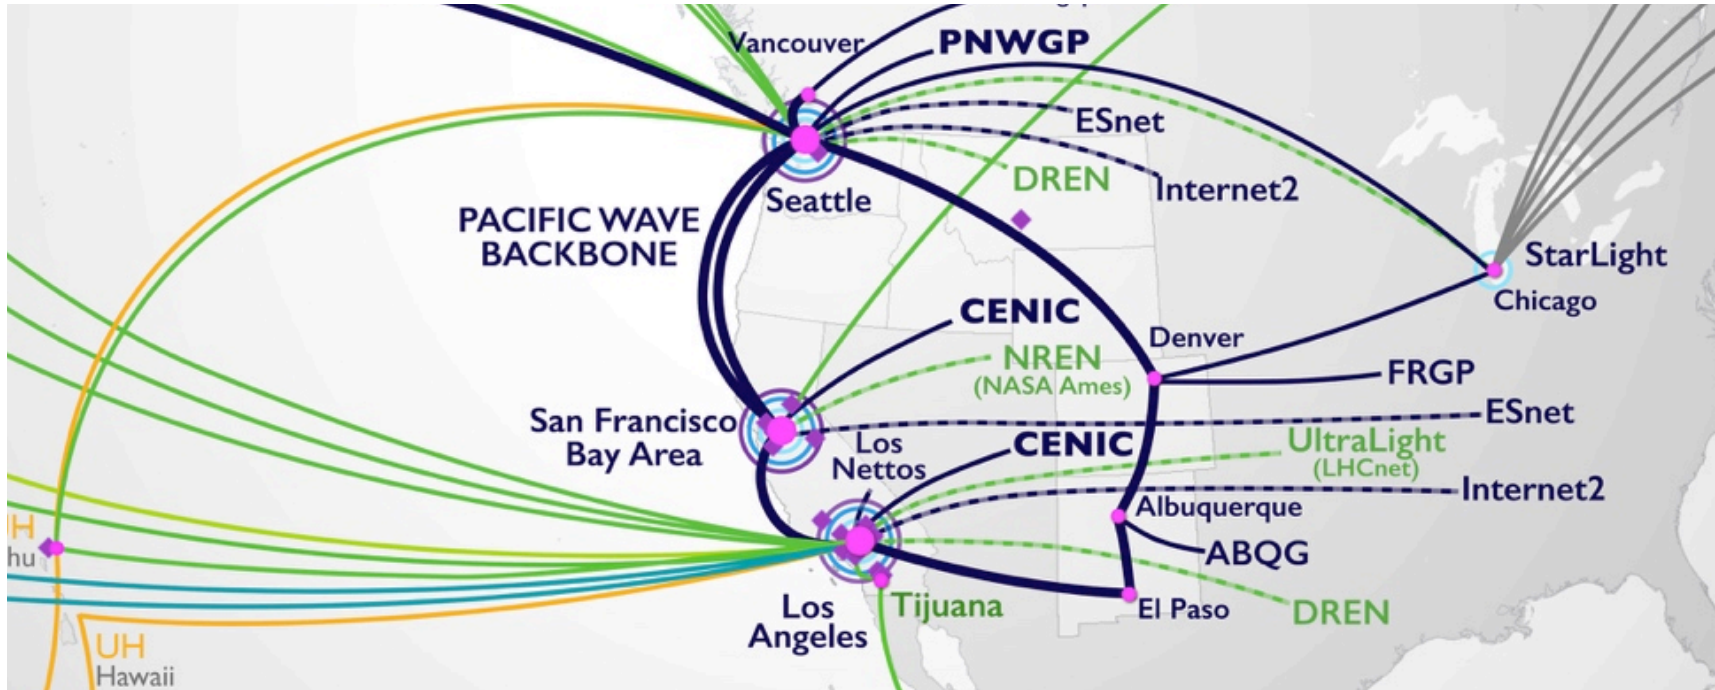 Vancouver
PNWGP
ESnet
DREN
Internet2
Seattle
PACIFIC WAVE
BACKBONE
StarLight
Chicago
CENIC
Denver
NREN
(NASA Ames)
FRGP
San Francisco
Bay Area
ESnet
Los
Nettos
CENIC
UltraLight
(LHCnet)
Internet2
Albuquerque
ABQG
El Paso
DREN
Los
Angeles
Tijuana
UH
Hawaii